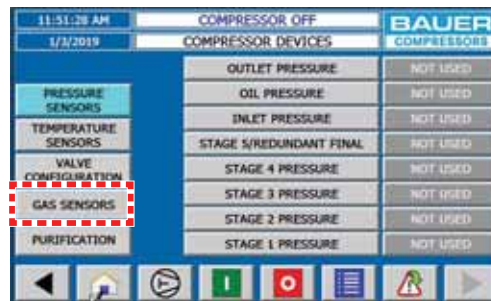 11:51:28 AM
COMPRESSOR OFF
BAUER
1/3/2019
COMPRESSOR DEVICES
COMPRESSORS
OUTLET PRESSURE
NOT USED
PRESSURE
SENSORS
OIL PRESSURE
NOT USED
INLET PRESSURE
NOT USED
TEMPERATURE
SENSORS
STAGE 5/REDUNDANT FINAL
NOT USED
VALVE
CONFIGURATION
STAGE 4 PRESSURE
NOT USED
GAS SENSORS
STAGE 3 PRESSURE
NOT USED
STAGE 2 PRESSURE
NOT USED
PURIFICATION
STAGE 1 PRESSURE
NOT USED